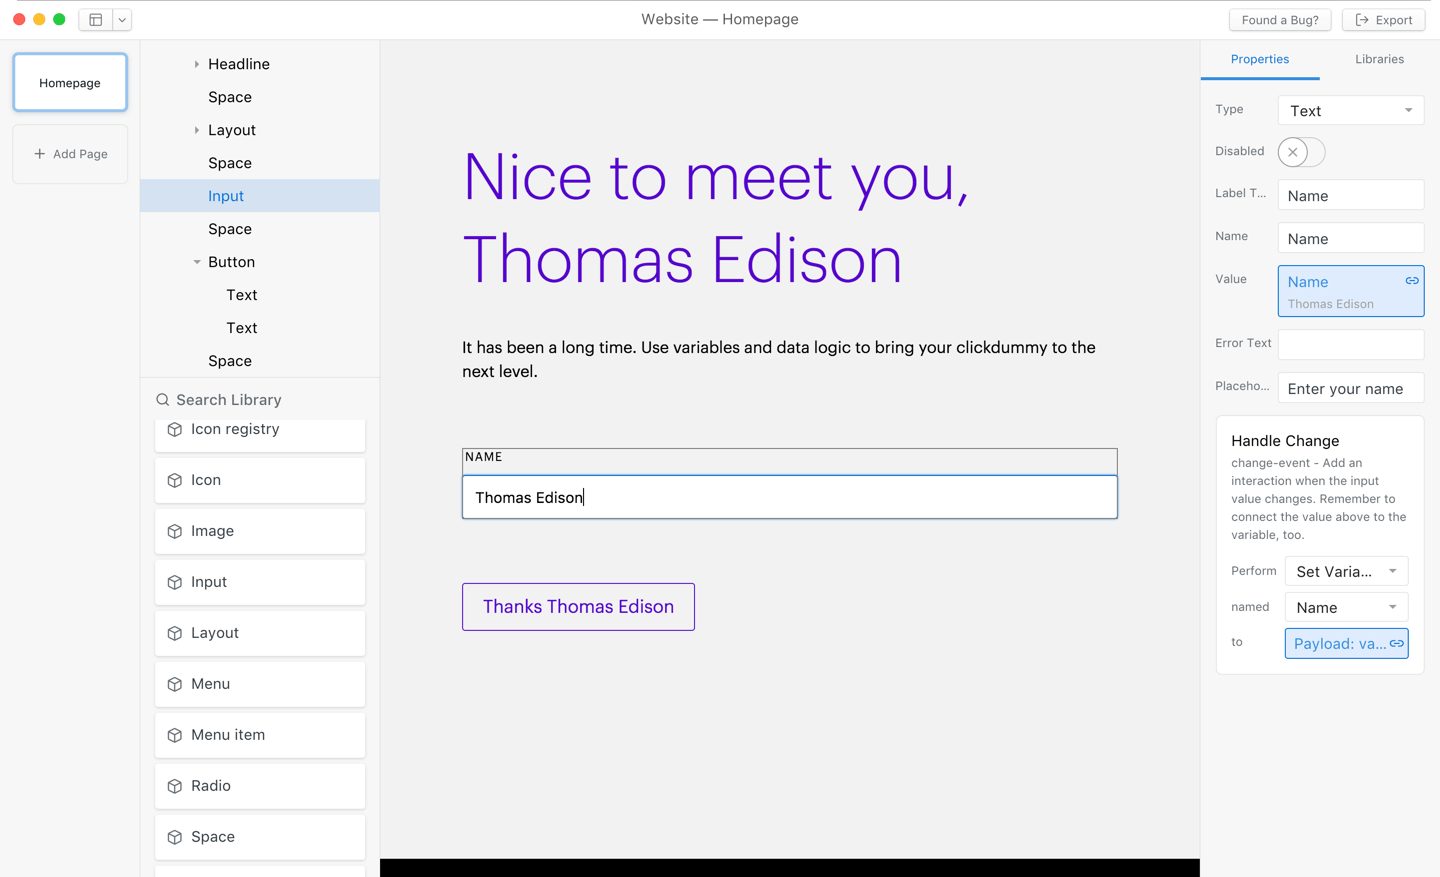 Website — Homepage
Found a Bug?
Export
Homepage
Add Page
Headline
Space
Layout
Space
Input
Space
Button
Text
Text
Space
Search Library
Icon registry
Icon
Image
Input
Layout
Menu
Menu item
Radio
Space
Nice to meet you,
Thomas Edison
It has been a long time. Use variables and data logic to bring your clickdummy to the
next level.
NAME
Thomas Edison
Thanks Thomas Edison
Properties
Libraries
Type
Text
Disabled
Label T...
Name
Name
Name
Value
Name
Thomas Edison
Error Text
Placeho...
Enter your name
Handle Change
change-event - Add an
interaction when the input
value changes. Remember to
connect the value above to the
variable, too.
Perform
Set Varia...
named
Name
to
Payload: va...